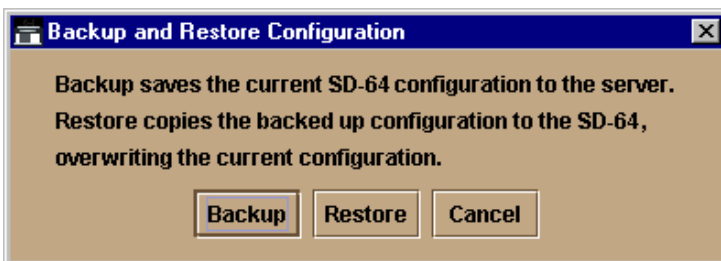 Backup and Restore Configuration
Backup saves the current SD-64 configuration to the server.
Restore copies the backed up configuration to the SD-64,
overwriting the current configuration.
Backup Restore Cancel